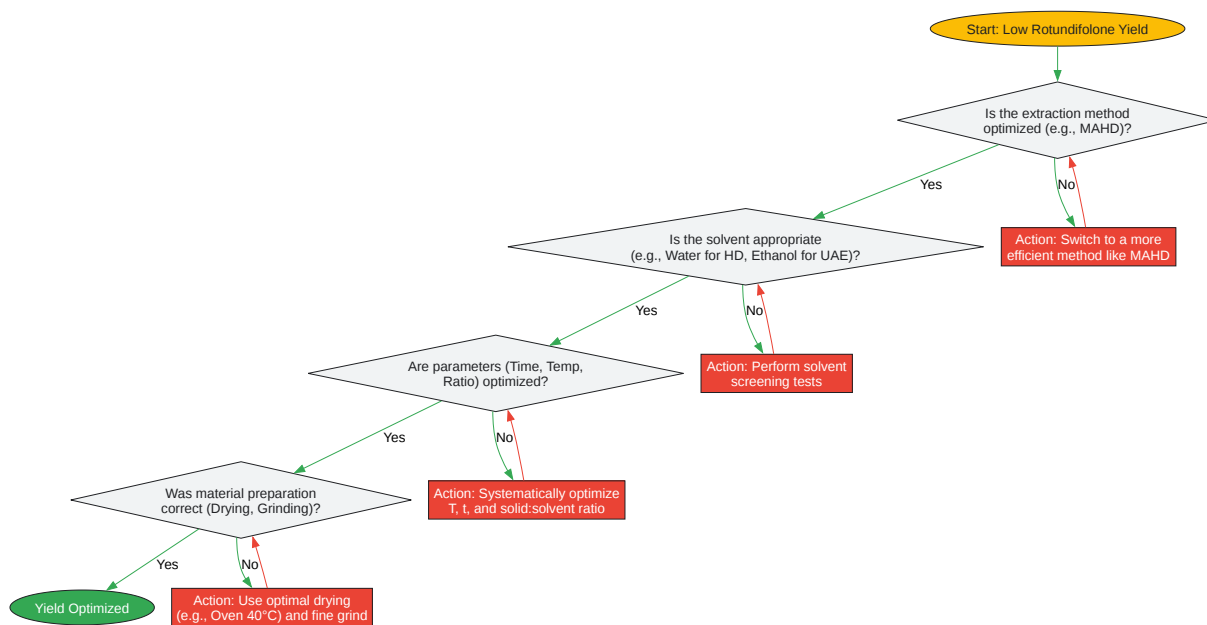 Start: Low Rotundifolone Yield
Is the extraction method
optimized (e.g., MAHD)?
Yes
No
Action: Switch to a more
efficient method like MAHD
Is the solvent appropriate
(e.g., Water for HD, Ethanol for UAE)?
Yes
No
Action: Perform solvent
screening tests
Are parameters (Time, Temp,
Ratio) optimized?
Yes
No
Action: Systematically optimize
T, t, and solid:solvent ratio
Was material preparation
correct (Drying, Grinding)?
Yes
No
Yield Optimized
Action: Use optimal drying
(e.g., Oven 40°C) and fine grind